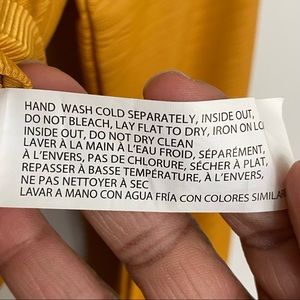 HAND WASH COLD SEPARATELY, INSIDE OUT,
DO NOT BLEACH, LAY FLAT TO DRY, IRON ON LO
INSIDE OUT, DO NOT DRY CLEAN
LAVER À LA MAIN À L'EAU FROID, SÉPARÉMENT,
À L'ENVERS, PAS DE CHLORURE, SÉCHER À PLAT,
REPASSER À BASSE TEMPÉRATURE, À L'ENVERS,
NE PAS NETTOYER À SEC
LAVAR A MANO CON AGUA FRÍA CON COLORES SIMILARE